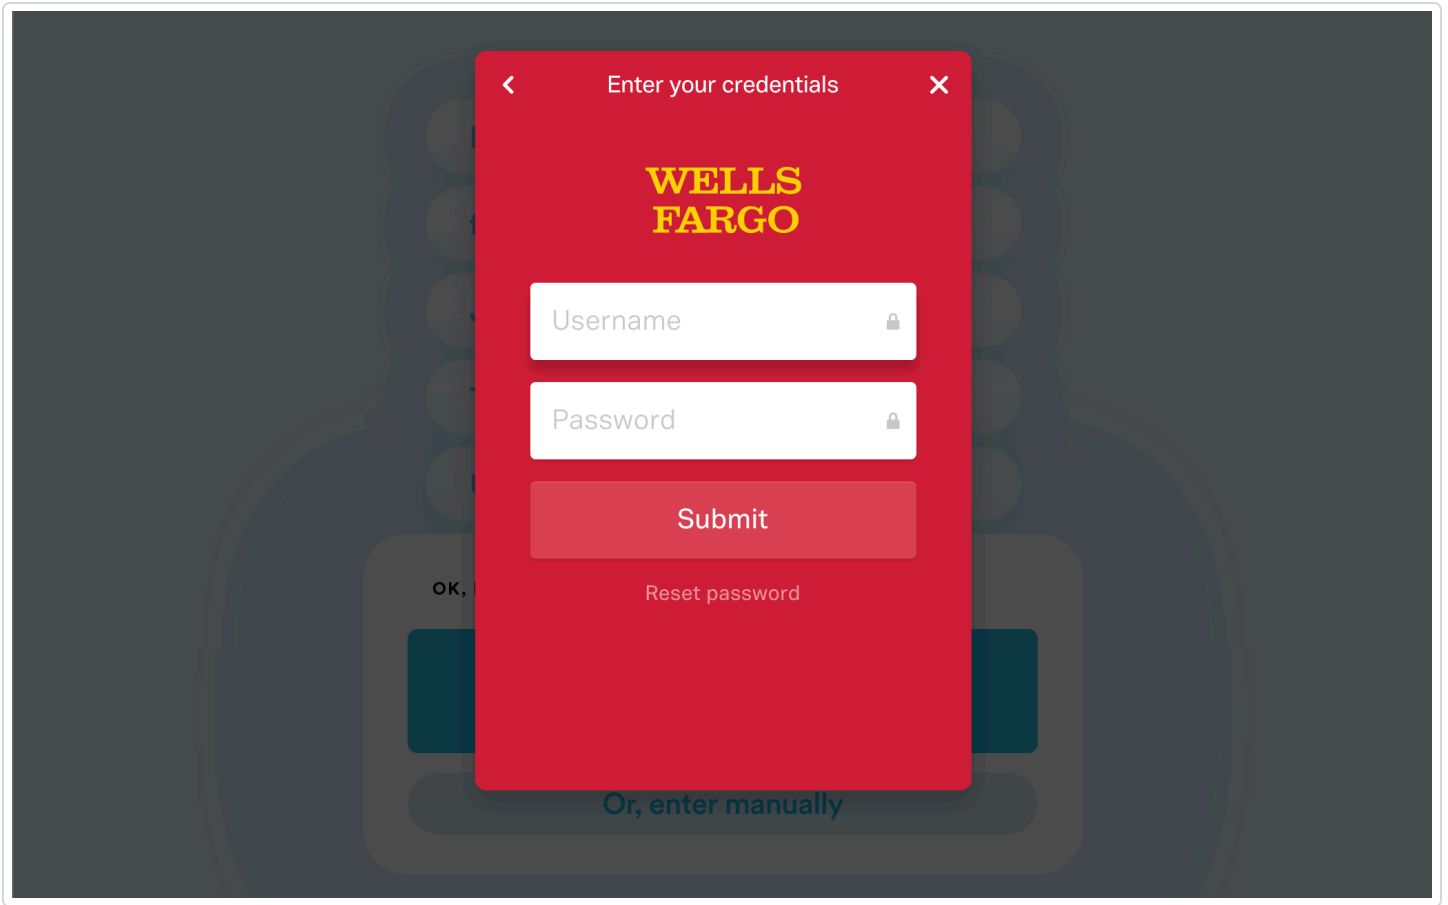 Enter your credentials
WELLS
FARGO
Username
Password
Submit
Reset password
OK,
Or, enter manually